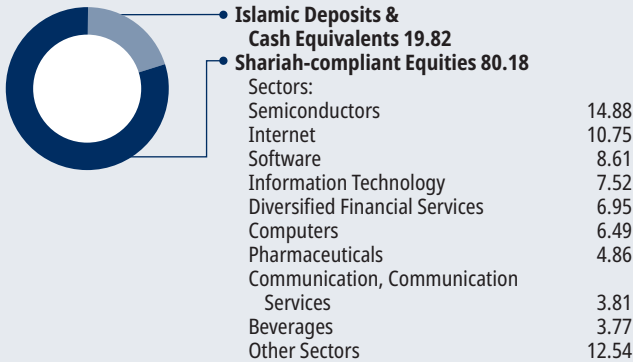 Islamic Deposits &
Cash Equivalents 19.82
Shariah-compliant Equities 80.18
Sectors:
Semiconductors 14.88
Internet 10.75
Software 8.61
Information Technology 7.52
Diversified Financial Services 6.95
Computers 6.49
Pharmaceuticals 4.86
Communication, Communication
Services 3.81
Beverages 3.77
Other Sectors 12.54